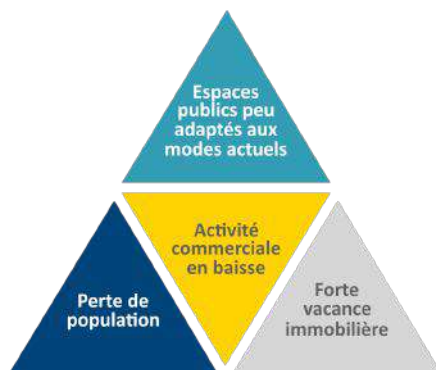 Espaces
publics peu
adaptés aux
modes actuels
Activité
commerciale
en baisse
Perte de
population
Forte
vacance
immobilière